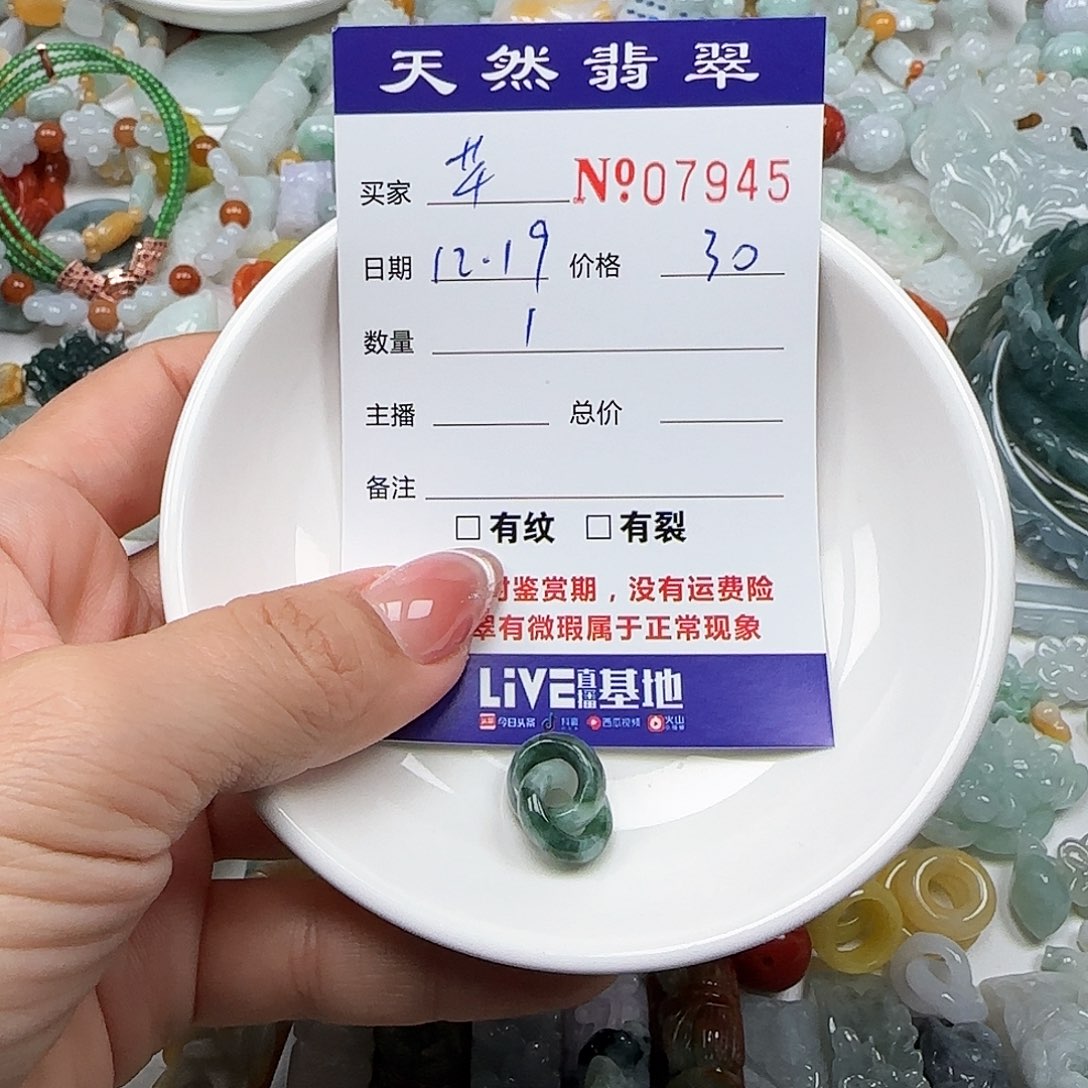 天然翡翠
买家 苹 Nº07945
日期 12.19 价格 30
数量 1
主播 总价
备注
□有纹 □有裂
时鉴赏期，没有运费险
翠有微瑕属于正常现象
LiVE直播基地
今日头条 抖音 西瓜视频 火山